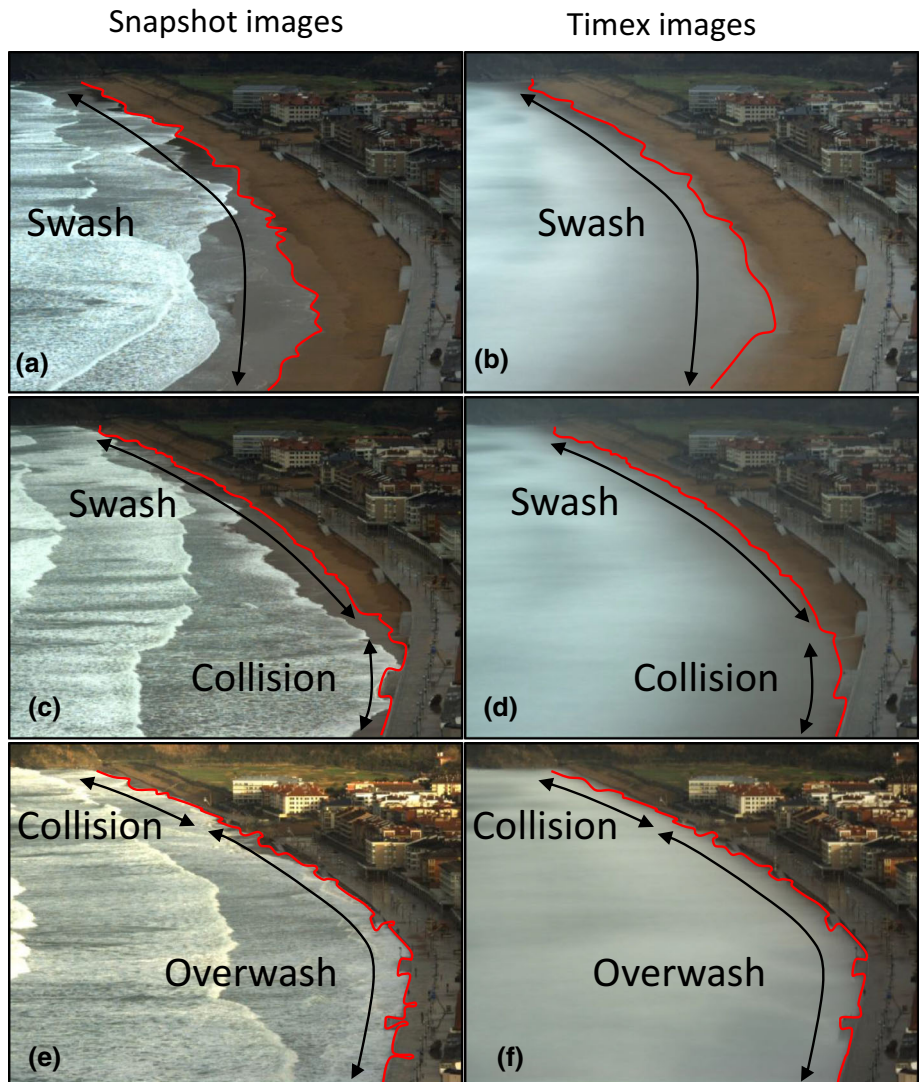 Snapshot images
Timex images
Swash
(a)
Swash
(b)
Swash
Collision
(c)
Swash
Collision
(d)
Collision
Overwash
(e)
Collision
Overwash
(f)